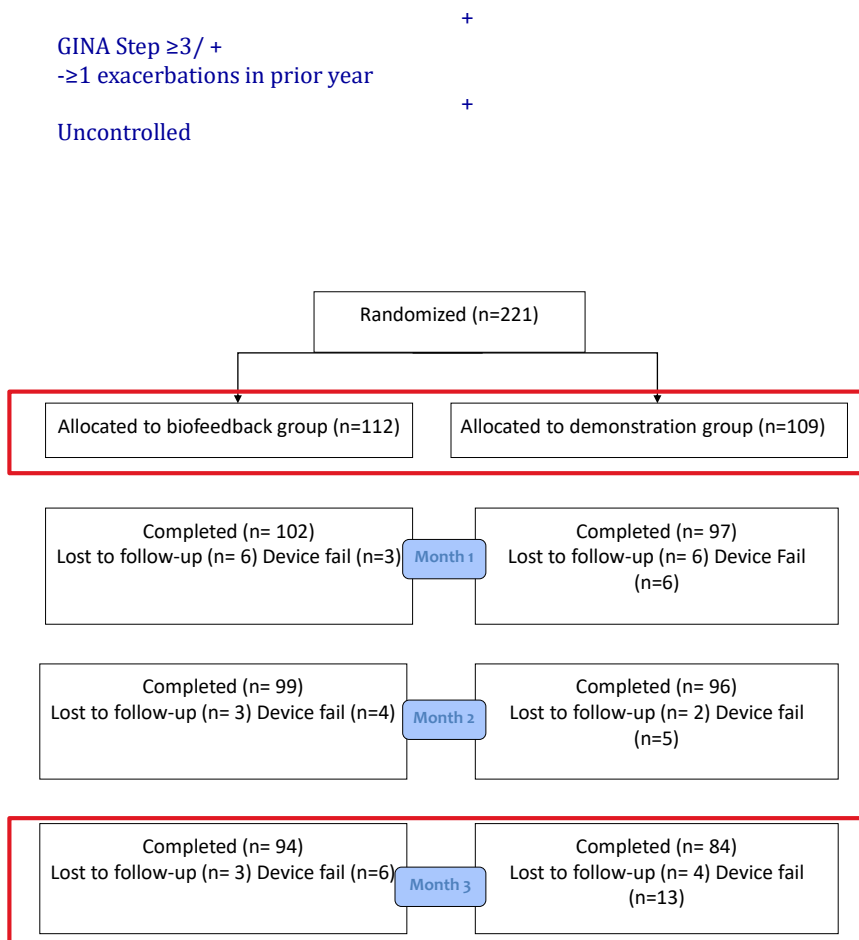 +
GINA Step ≥3/ +
-≥1 exacerbations in prior year
+
Uncontrolled
Randomized (n=221)
Allocated to biofeedback group (n=112)
Allocated to demonstration group (n=109)
Completed (n= 102)
Lost to follow-up (n= 6) Device fail (n=3)
Month 1
Completed (n= 97)
Lost to follow-up (n= 6) Device Fail
(n=6)
Completed (n= 99)
Lost to follow-up (n= 3) Device fail (n=4)
Month 2
Completed (n= 96)
Lost to follow-up (n= 2) Device fail
(n=5)
Completed (n= 94)
Lost to follow-up (n= 3) Device fail (n=6)
Month 3
Completed (n= 84)
Lost to follow-up (n= 4) Device fail
(n=13)